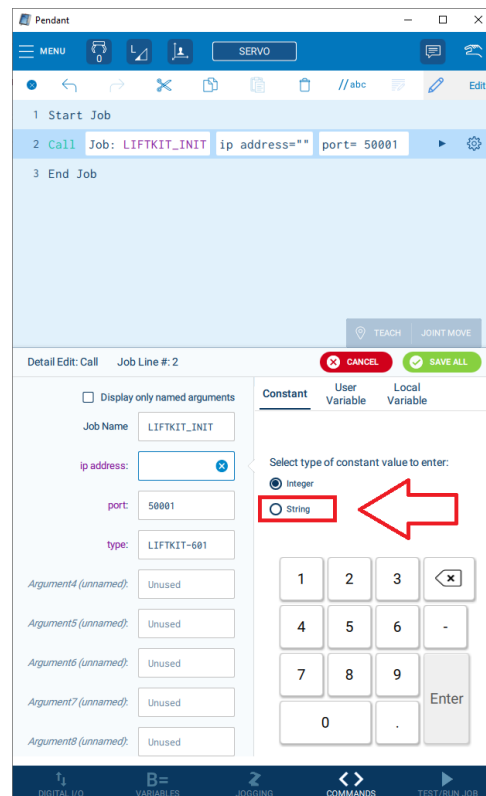 Pendant
MENU 0 SERVO
//abc Edit
1 Start Job
2 Call Job: LIFTKIT_INIT ip address="" port= 50001
3 End Job
TEACH JOINT MOVE
Detail Edit: Call Job Line #: 2 CANCEL SAVE ALL
Display only named arguments
Job Name LIFTKIT_INIT
ip address:
port: 50001
type: LIFTKIT-601
Argument4 (unnamed): Unused
Argument5 (unnamed): Unused
Argument6 (unnamed): Unused
Argument7 (unnamed): Unused
Argument8 (unnamed): Unused
Constant User Variable Local Variable
Select type of constant value to enter:
Integer
String
1 2 3
4 5 6 -
7 8 9 Enter
0 .
DIGITAL I/O VARIABLES JOGGING COMMANDS TEST/RUN JOB